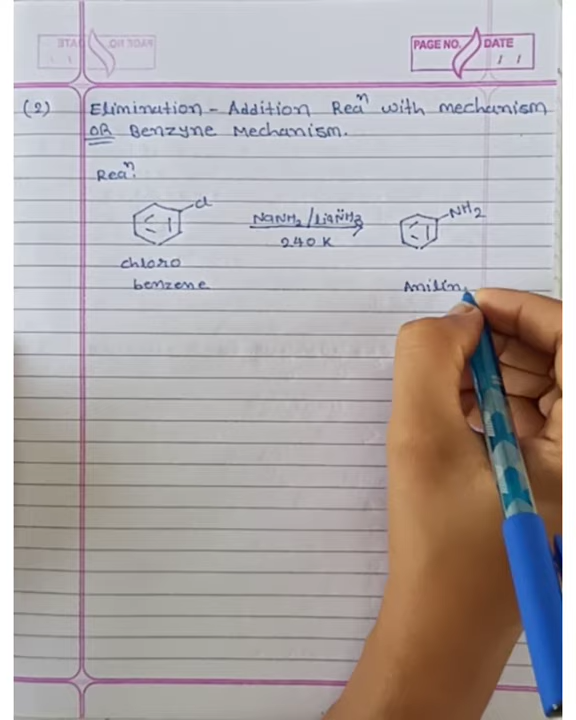 PAGE NO. DATE
/ /
(2) Elimination - Addition Reaⁿ with mechanism
OR Benzyne Mechanism.
Reaⁿ:
Cl
NaNH₂ / liq N̈H₃
240 K
NH₂
chloro
benzene
Anilin